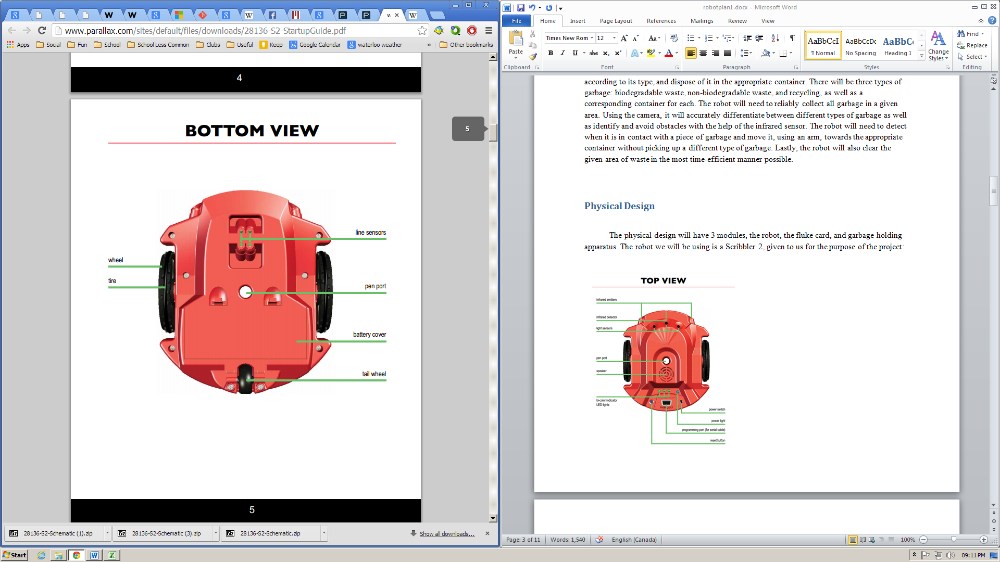 www.parallax.com/sites/default/files/downloads/28136-S2-StartupGuide.pdf
Apps
Social
Fun
School
School Less Common
Clubs
Useful
Keep
Google Calendar
waterloo weather
»
Other bookmarks
4
BOTTOM VIEW
5
line sensors
wheel
tire
pen port
battery cover
tail wheel
5
28136-S2-Schematic (1).zip
28136-S2-Schematic (3).zip
28136-S2-Schematic.zip
Show all downloads...
robotplan1.docx - Microsoft Word
File
Home
Insert
Page Layout
References
Mailings
Review
View
Paste
Clipboard
Times New Rom
12
Font
Paragraph
AaBbCcI
¶ Normal
AaBbCcDc
No Spacing
AaBbC
Heading 1
Change
Styles
Styles
Find
Replace
Select
Editing
according to its type, and dispose of it in the appropriate container. There will be three types of
garbage: biodegradable waste, non-biodegradable waste, and recycling, as well as a
corresponding container for each. The robot will need to reliably collect all garbage in a given
area. Using the camera, it will accurately differentiate between different types of garbage as well
as identify and avoid obstacles with the help of the infrared sensor. The robot will need to detect
when it is in contact with a piece of garbage and move it, using an arm, towards the appropriate
container without picking up a different type of garbage. Lastly, the robot will also clear the
given area of waste in the most time-efficient manner possible.
Physical Design
The physical design will have 3 modules, the robot, the fluke card, and garbage holding
apparatus. The robot we will be using is a Scribbler 2, given to us for the purpose of the project:
TOP VIEW
infrared emitters
infrared detector
light sensors
pen port
speaker
bi-color indicator
LED lights
power switch
power light
programming port (for serial cable)
reset button
Page: 3 of 11
Words: 1,540
English (Canada)
100%
Start
09:11 PM